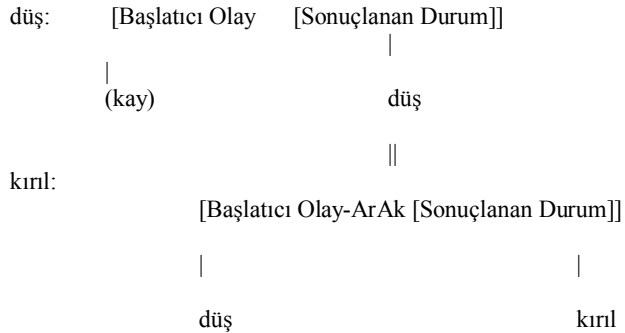 düş: [Başlatıcı Olay [Sonuçlanan Durum]]
|
|
(kay) düş
||
kırıl:
[Başlatıcı Olay-ArAk [Sonuçlanan Durum]]
| |
düş kırıl